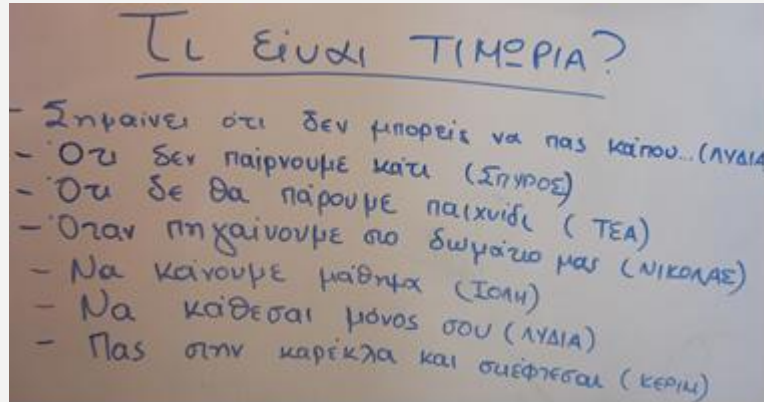 Τι είναι ΤΙΜΩΡΙΑ?
- Σημαίνει ότι δεν μπορείς να πας κάπου... (ΛΥΔΙΑ
- Ότι δεν παίρνουμε κάτι (ΣΠΥΡΟΣ)
- Ότι δε θα πάρουμε παιχνίδι (ΤΕΑ)
- Όταν πηγαίνουμε στο δωμάτιο μας (ΝΙΚΟΛΑΣ)
- Να κάνουμε μάθημα (ΙΟΛΗ)
- Να κάθεσαι μόνος σου (ΛΥΔΙΑ)
- Πας στην καρέκλα και σκέφτεσαι (ΚΕΡΙΜ)